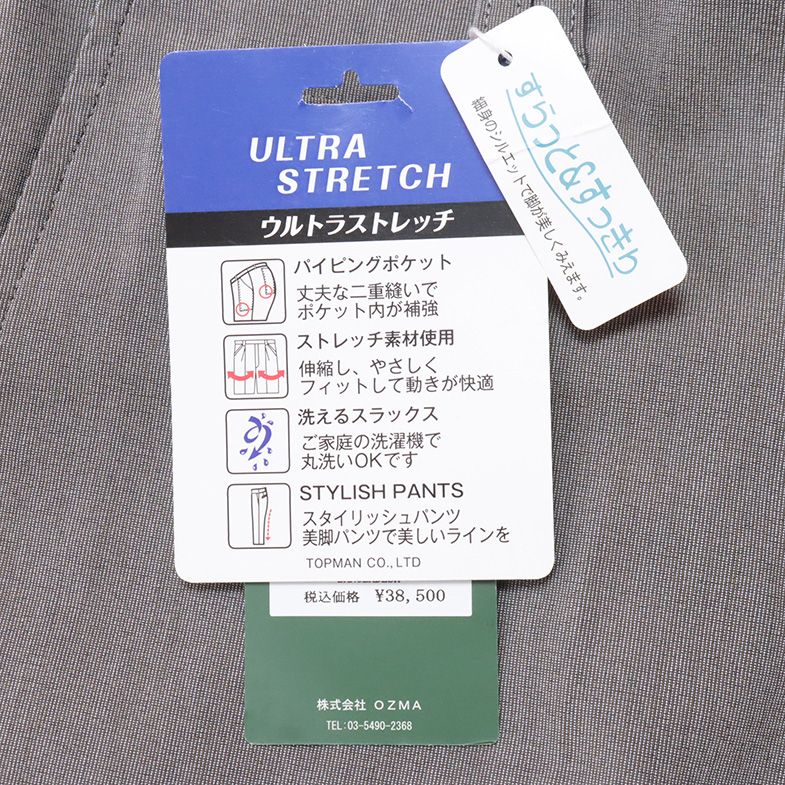 ULTRA
STRETCH
ウルトラストレッチ
パイピングポケット
丈夫な二重縫いで
ポケット内が補強
ストレッチ素材使用
伸縮し、やさしく
フィットして動きが快適
洗えるスラックス
ご家庭の洗濯機で
丸洗いOKです
STYLISH PANTS
スタイリッシュパンツ
美脚パンツで美しいラインを
TOPMAN CO.,LTD
すらっと&すっきり
細身のシルエットで脚が美しくみえます。
税込価格 ¥38,500
株式会社 OZMA
TEL:03-5490-2368